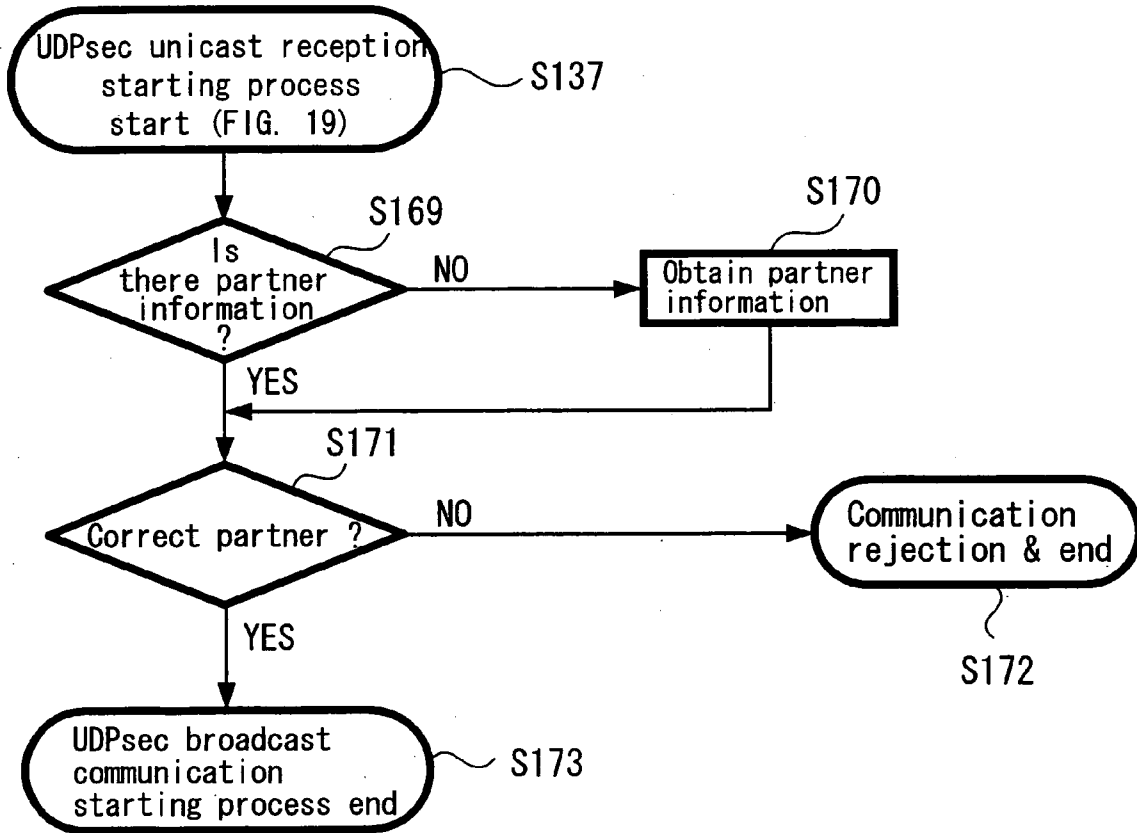 UDPsec unicast reception
starting process
start (FIG. 19)
S137
S169
Is
there partner
information
?
NO
S170
Obtain partner
information
YES
S171
Correct partner ?
NO
Communication
rejection & end
S172
YES
UDPsec broadcast
communication
starting process end
S173